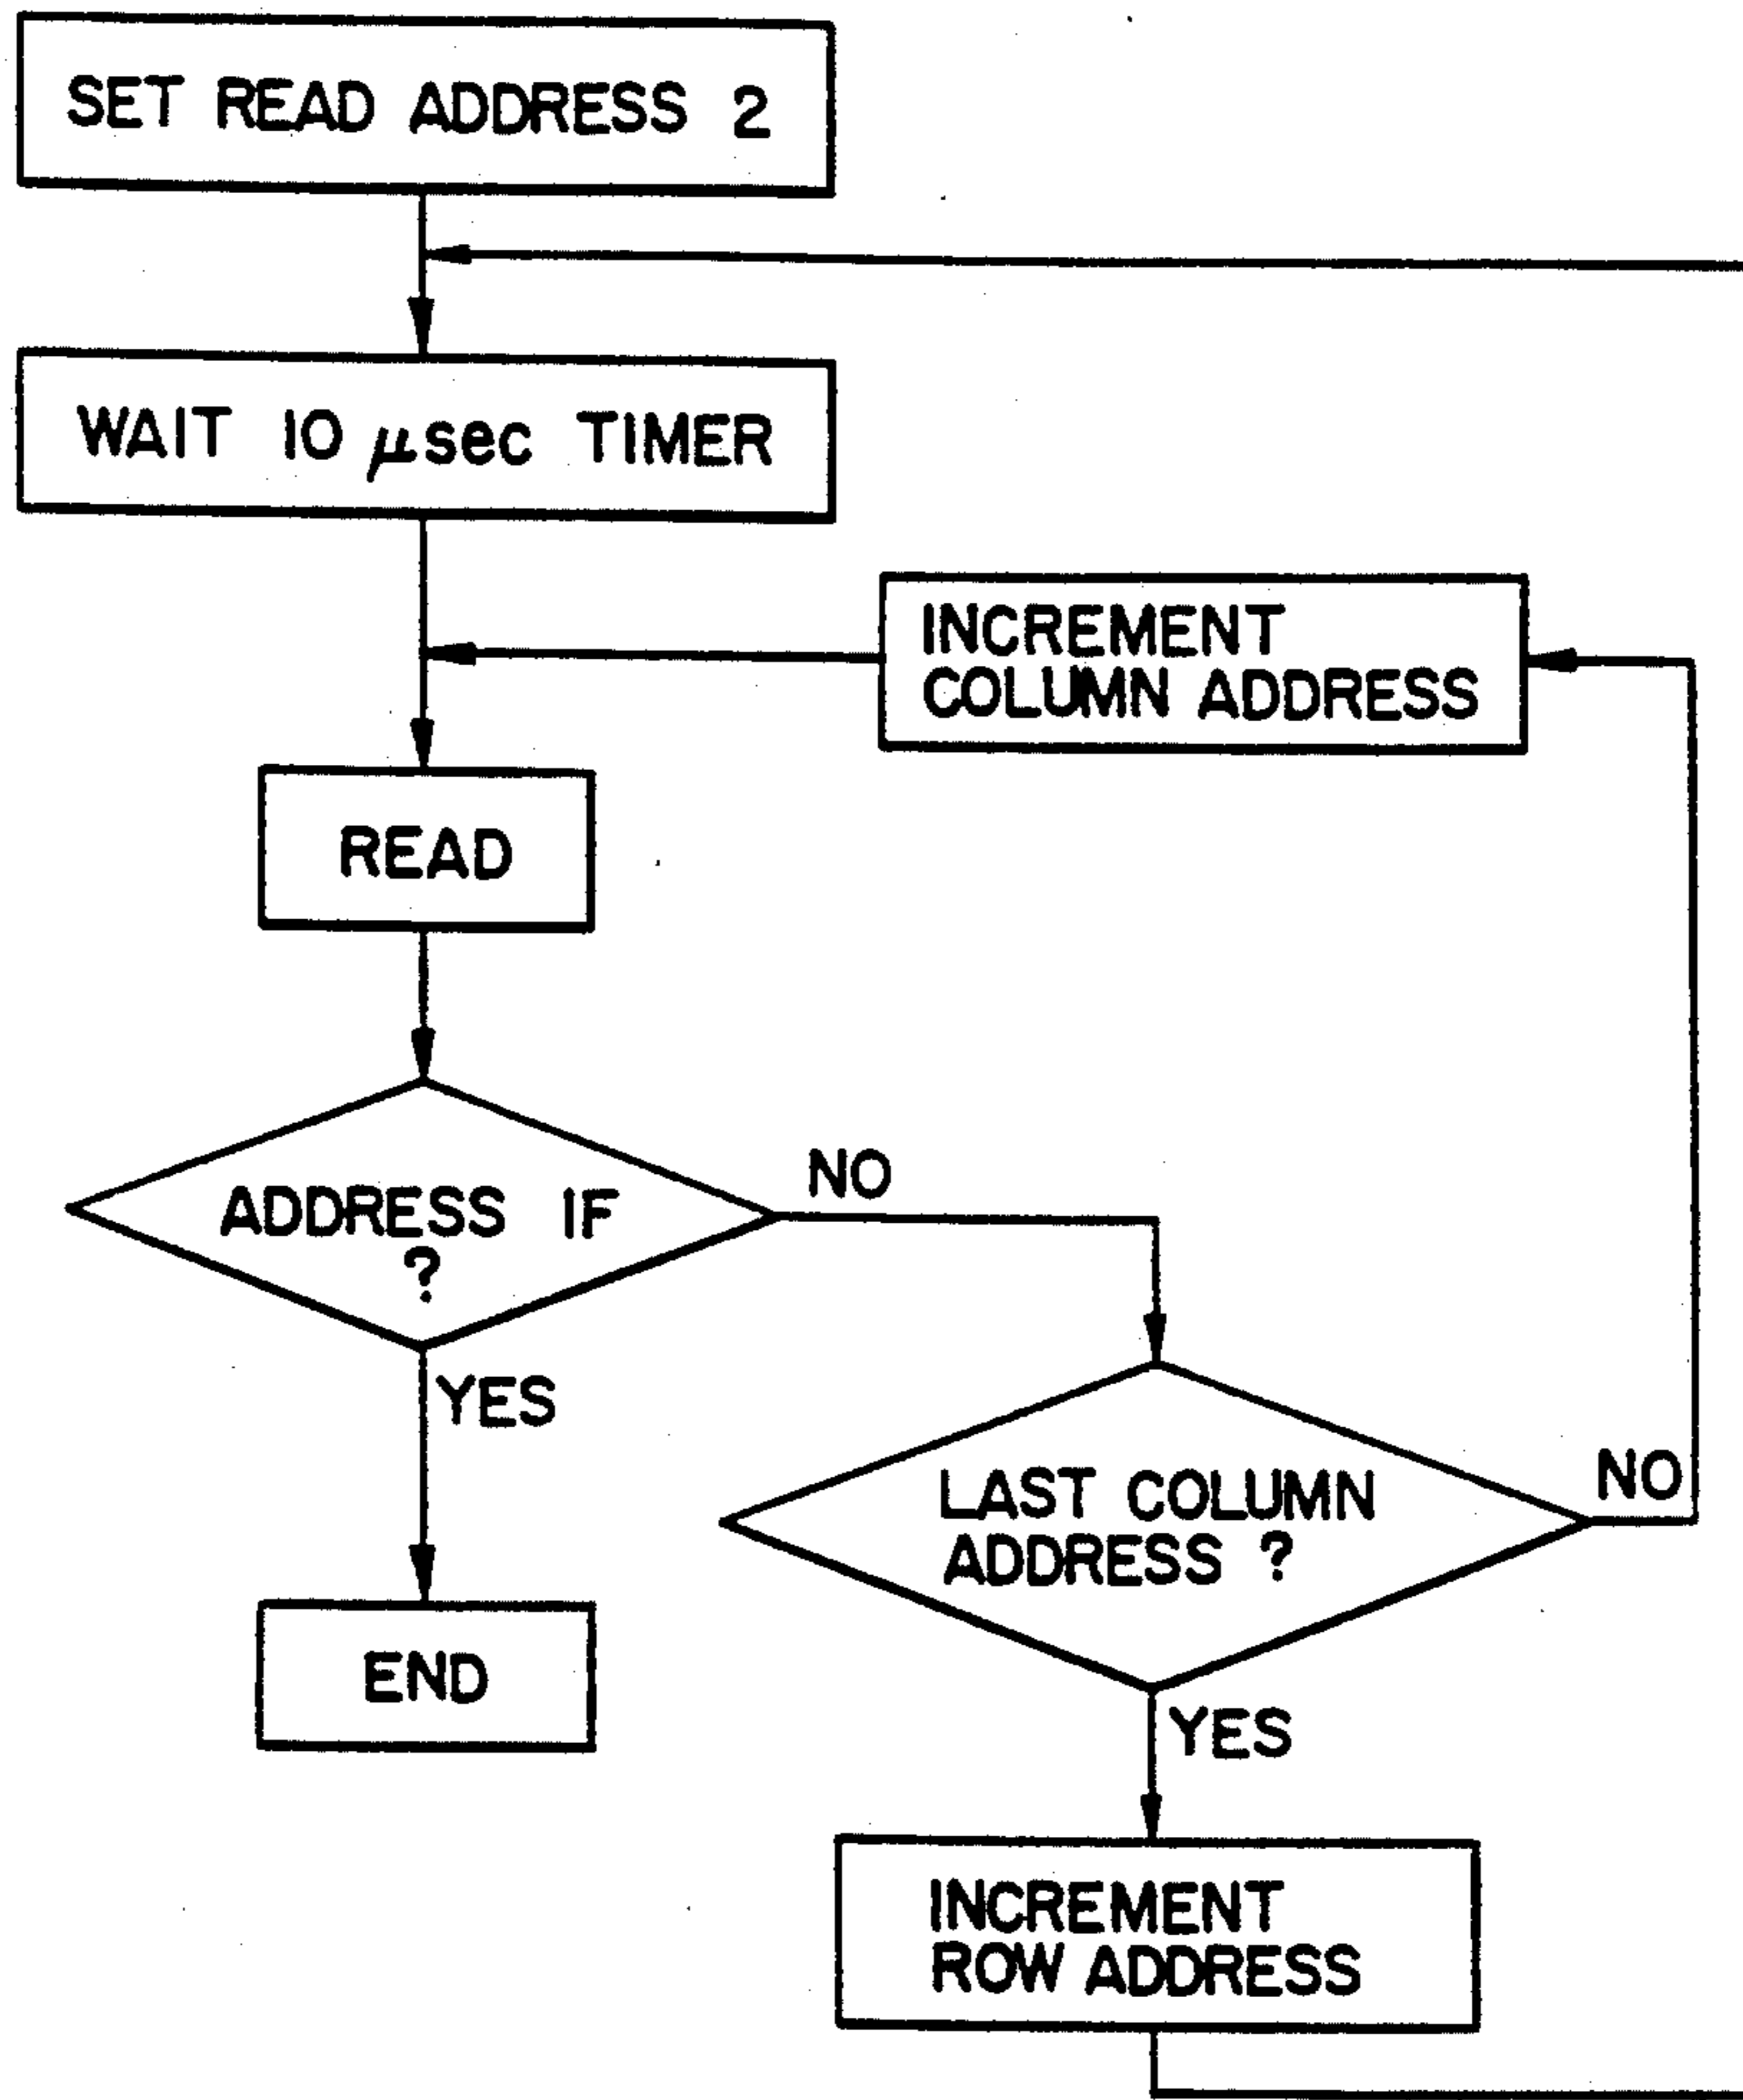 SET READ ADDRESS 2
WAIT 10 μsec TIMER
INCREMENT
COLUMN ADDRESS
READ
NO
ADDRESS IF
?
YES
NO
LAST COLUMN
ADDRESS ?
END
YES
INCREMENT
ROW ADDRESS